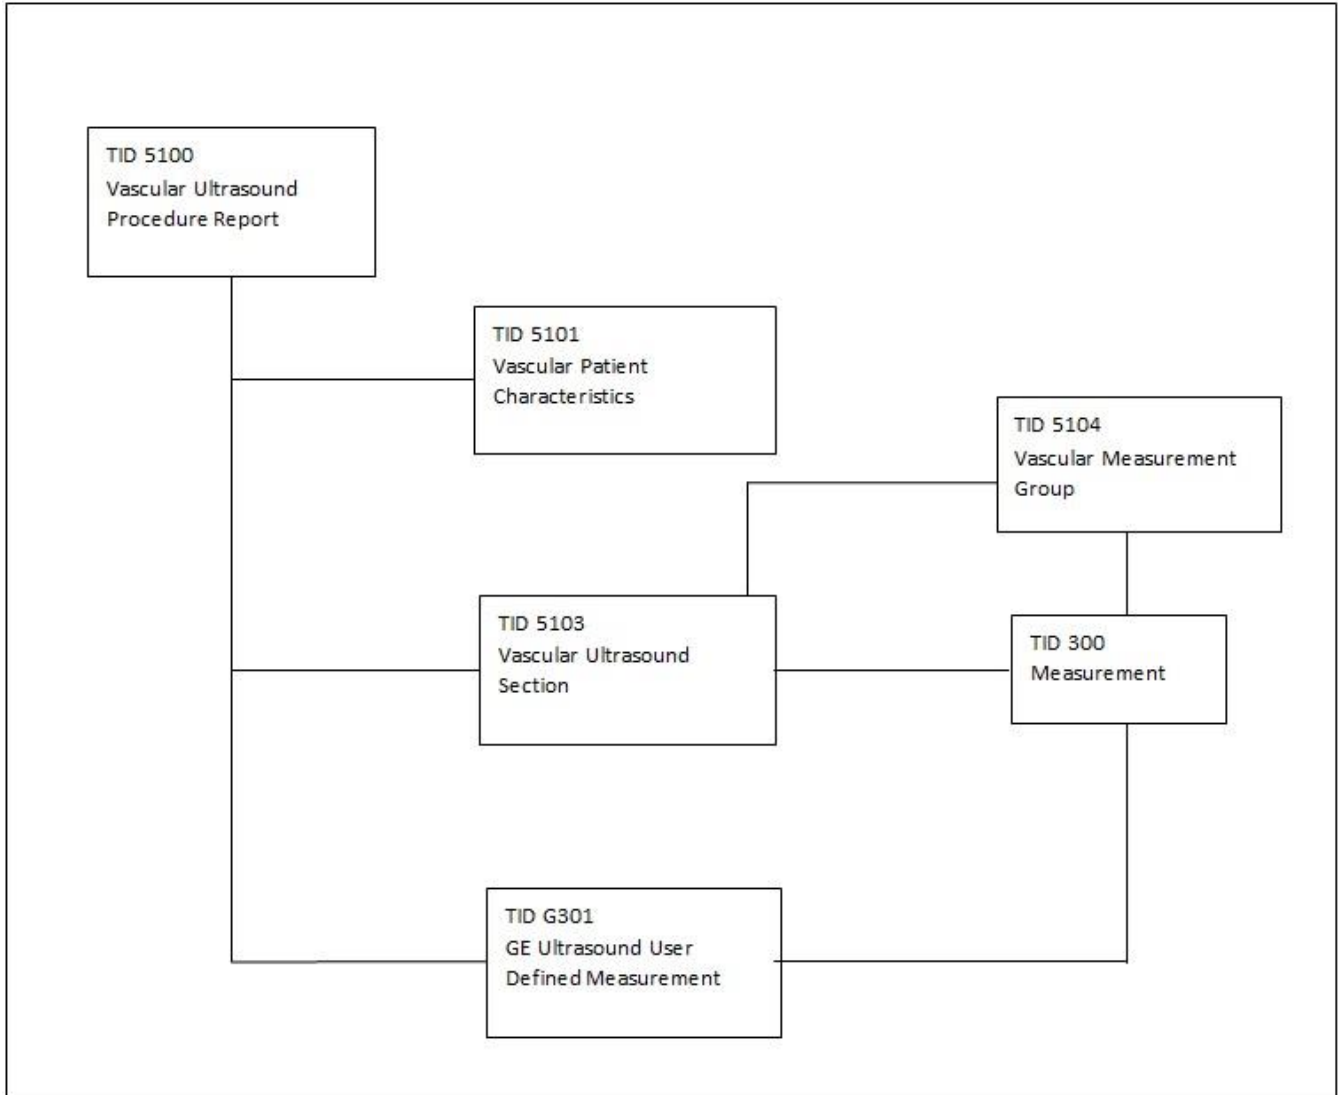 TID 5100
Vascular Ultrasound
Procedure Report
TID 5101
Vascular Patient
Characteristics
TID 5104
Vascular Measurement
Group
TID 5103
Vascular Ultrasound
Section
TID 300
Measurement
TID G301
GE Ultrasound User
Defined Measurement